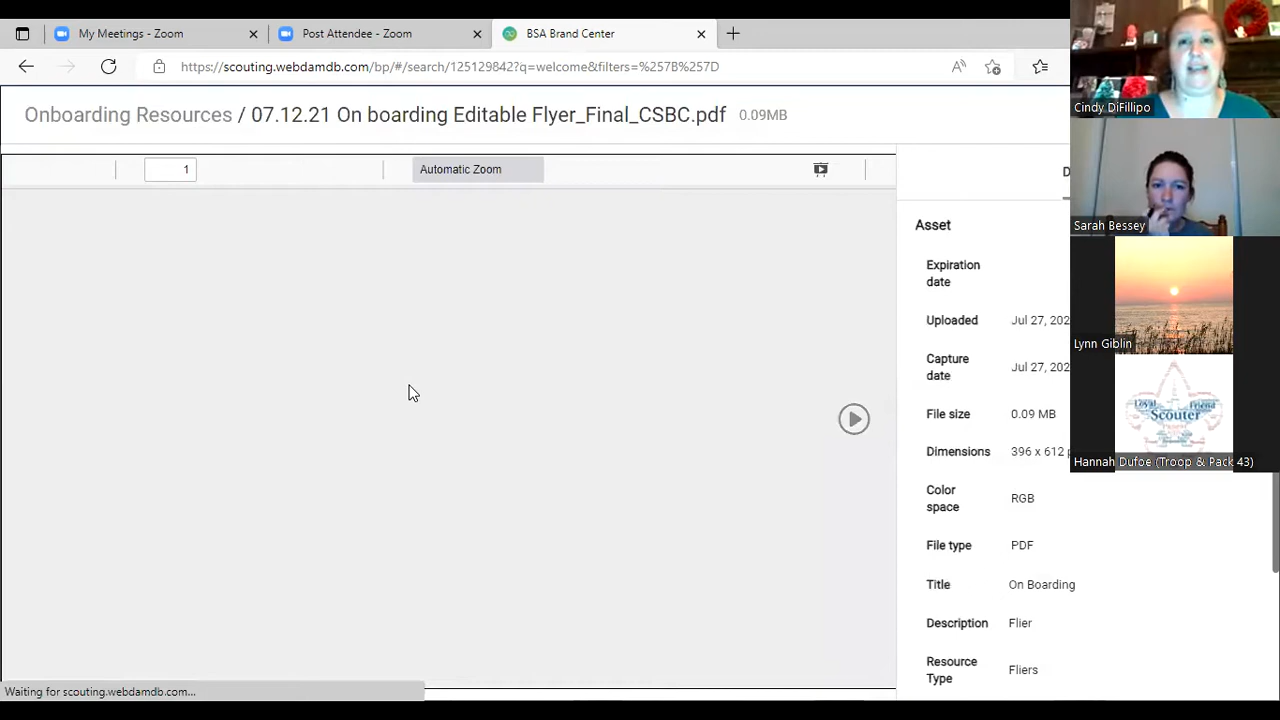 My Meetings - Zoom
Post Attendee - Zoom
BSA Brand Center
https://scouting.webdamdb.com/bp/#/search/125129842?q=welcome&filters=%257B%257D
Onboarding Resources / 07.12.21 On boarding Editable Flyer_Final_CSBC.pdf 0.09MB
1
Automatic Zoom
D
Asset
Expiration
date
Uploaded Jul 27, 202
Capture
date Jul 27, 202
File size 0.09 MB
Dimensions 396 x 612 p
Color
space RGB
File type PDF
Title On Boarding
Description Flier
Resource
Type Fliers
Waiting for scouting.webdamdb.com...
Cindy DiFillipo
Sarah Bessey
Lynn Giblin
Loyal Friend
Scouter
Hannah Dufoe (Troop & Pack 43)